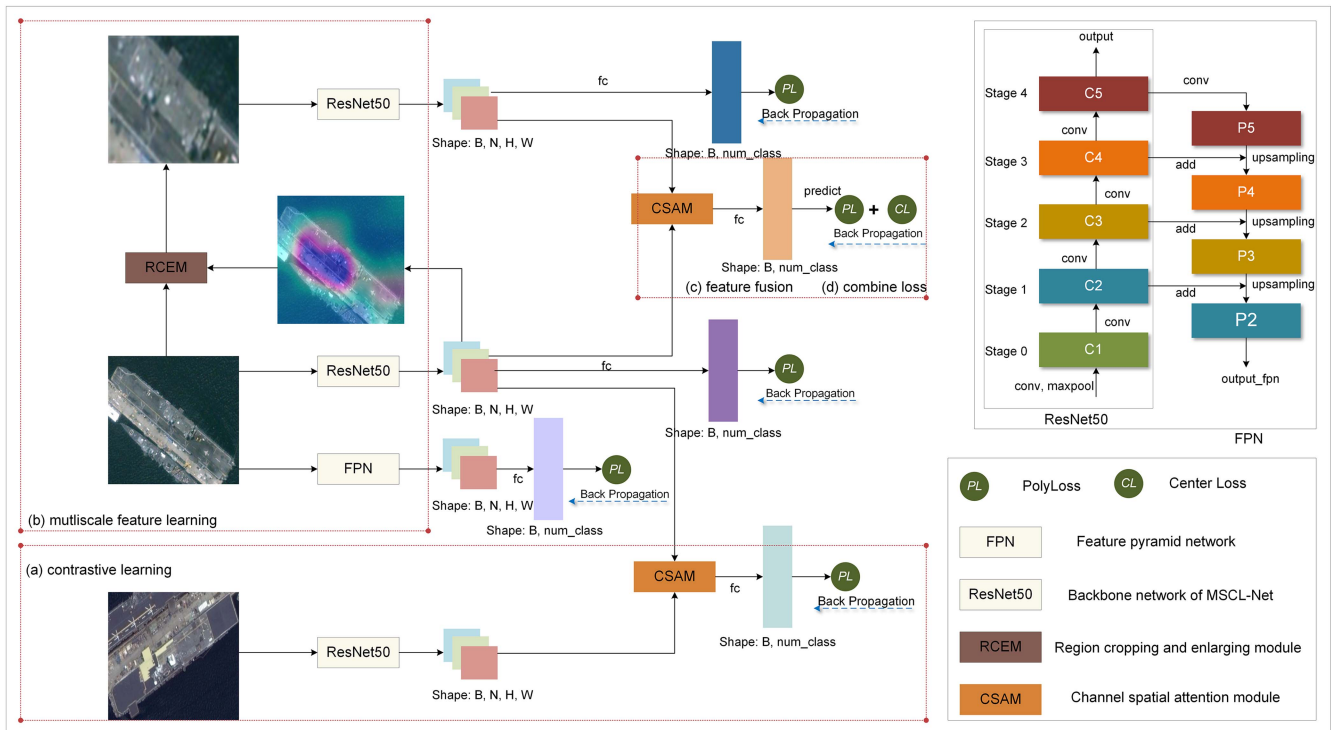 ResNet50
Shape: B, N, H, W
fc
Shape: B, num_class
PL
Back Propagation
RCEM
CSAM
fc
Shape: B, num_class
predict
PL
+
CL
Back Propagation
(c) feature fusion
(d) combine loss
ResNet50
Shape: B, N, H, W
fc
Shape: B, num_class
PL
Back Propagation
FPN
Shape: B, N, H, W
fc
Shape: B, num_class
PL
Back Propagation
(b) mutliscale feature learning
(a) contrastive learning
ResNet50
Shape: B, N, H, W
CSAM
fc
Shape: B, num_class
PL
Back Propagation
output
Stage 4
C5
conv
P5
conv
upsampling
Stage 3
C4
add
P4
conv
upsampling
Stage 2
C3
add
P3
conv
upsampling
Stage 1
C2
add
P2
conv
Stage 0
C1
output_fpn
conv, maxpool
ResNet50
FPN
PL
PolyLoss
CL
Center Loss
FPN
Feature pyramid network
ResNet50
Backbone network of MSCL-Net
RCEM
Region cropping and enlarging module
CSAM
Channel spatial attention module